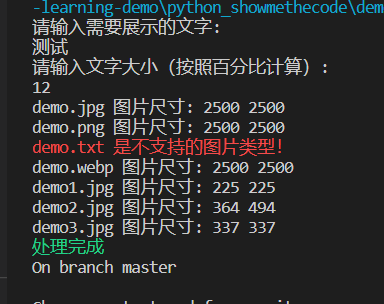 -learning-demo\python_showmethecode\dem
请输入需要展示的文字:
测试
请输入文字大小（按照百分比计算）:
12
demo.jpg 图片尺寸: 2500 2500
demo.png 图片尺寸: 2500 2500
demo.txt 是不支持的图片类型!
demo.webp 图片尺寸: 2500 2500
demo1.jpg 图片尺寸: 225 225
demo2.jpg 图片尺寸: 364 494
demo3.jpg 图片尺寸: 337 337
处理完成
On branch master